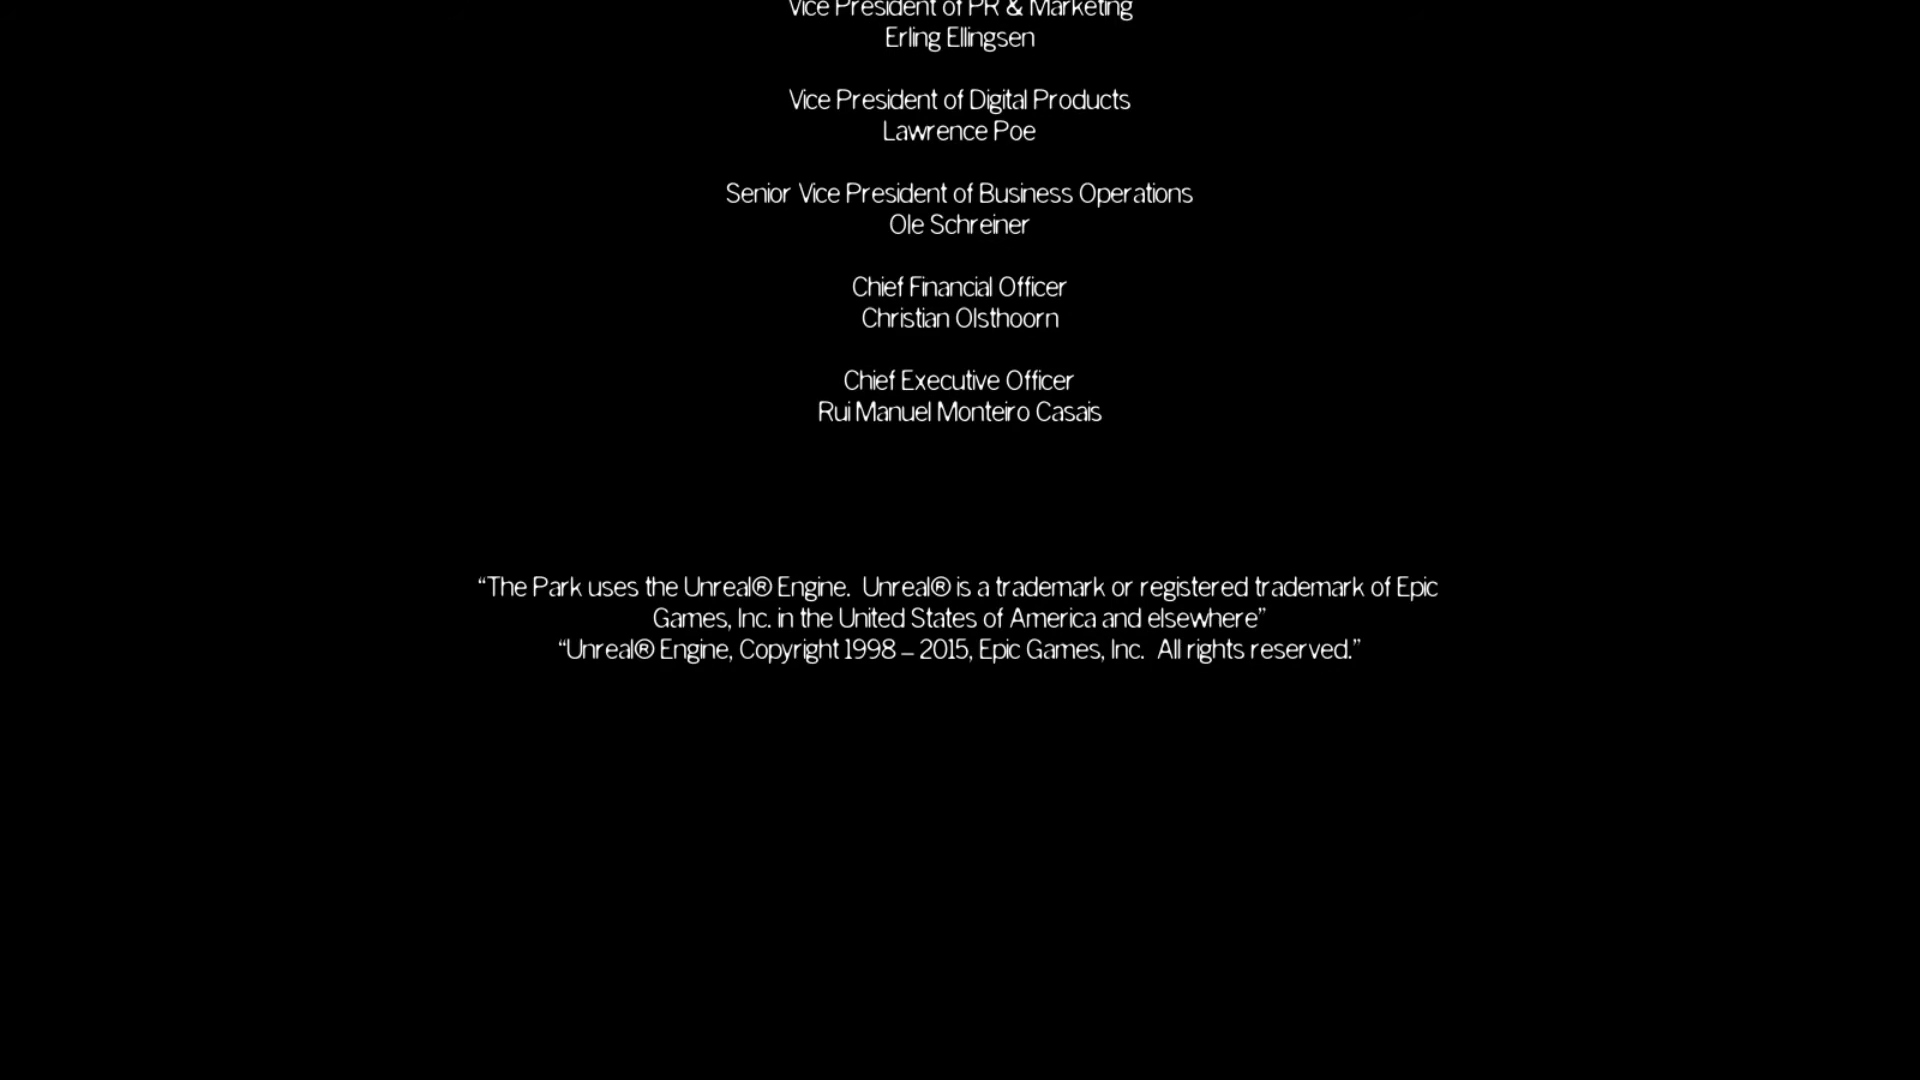 Vice President of PR & Marketing
Erling Ellingsen
Vice President of Digital Products
Lawrence Poe
Senior Vice President of Business Operations
Ole Schreiner
Chief Financial Officer
Christian Olsthoorn
Chief Executive Officer
Rui Manuel Monteiro Casais
“The Park uses the Unreal® Engine.  Unreal® is a trademark or registered trademark of Epic
Games, Inc. in the United States of America and elsewhere”
“Unreal® Engine, Copyright 1998 – 2015, Epic Games, Inc.  All rights reserved.”